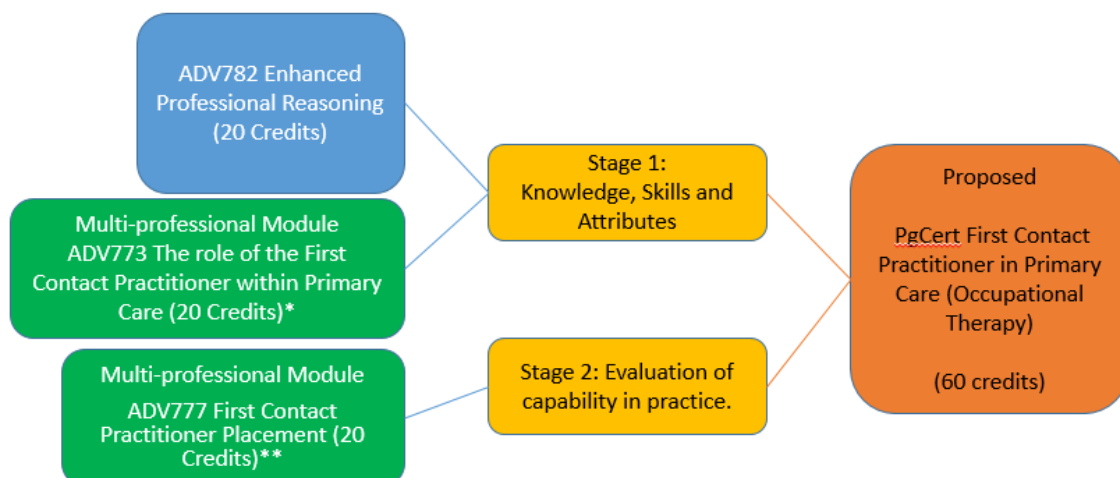 ADV782 Enhanced
Professional Reasoning
(20 Credits)
Multi-professional Module
ADV773 The role of the First
Contact Practitioner within Primary
Care (20 Credits)*
Multi-professional Module
ADV777 First Contact
Practitioner Placement (20
Credits)**
Stage 1:
Knowledge, Skills and
Attributes
Stage 2: Evaluation of
capability in practice.
Proposed
PgCert First Contact
Practitioner in Primary
Care (Occupational
Therapy)
(60 credits)